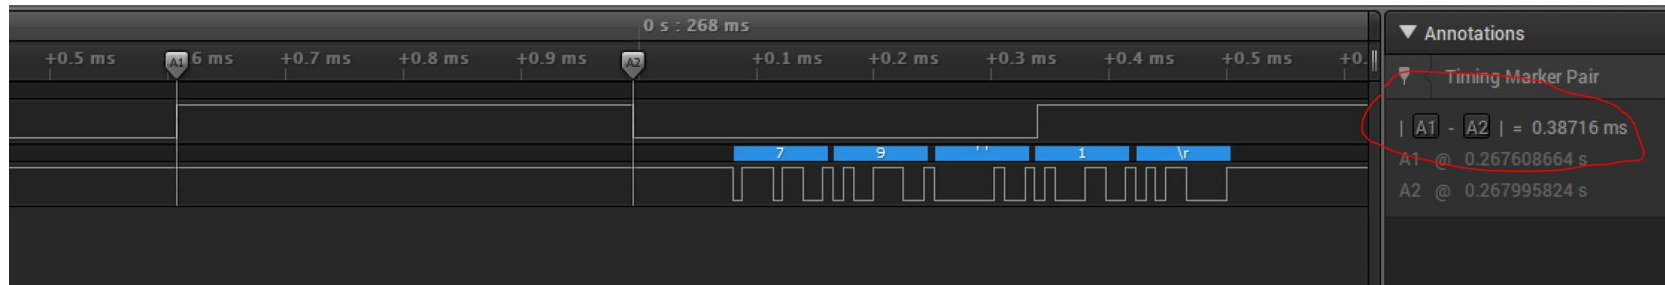 0 s : 268 ms
+0.5 ms A1 6 ms +0.7 ms +0.8 ms +0.9 ms A2 +0.1 ms +0.2 ms +0.3 ms +0.4 ms +0.5 ms +0.
7 9 ' ' 1 \r
Annotations
Timing Marker Pair
| A1 - A2 | = 0.38716 ms
A1 @ 0.267608664 s
A2 @ 0.267995824 s